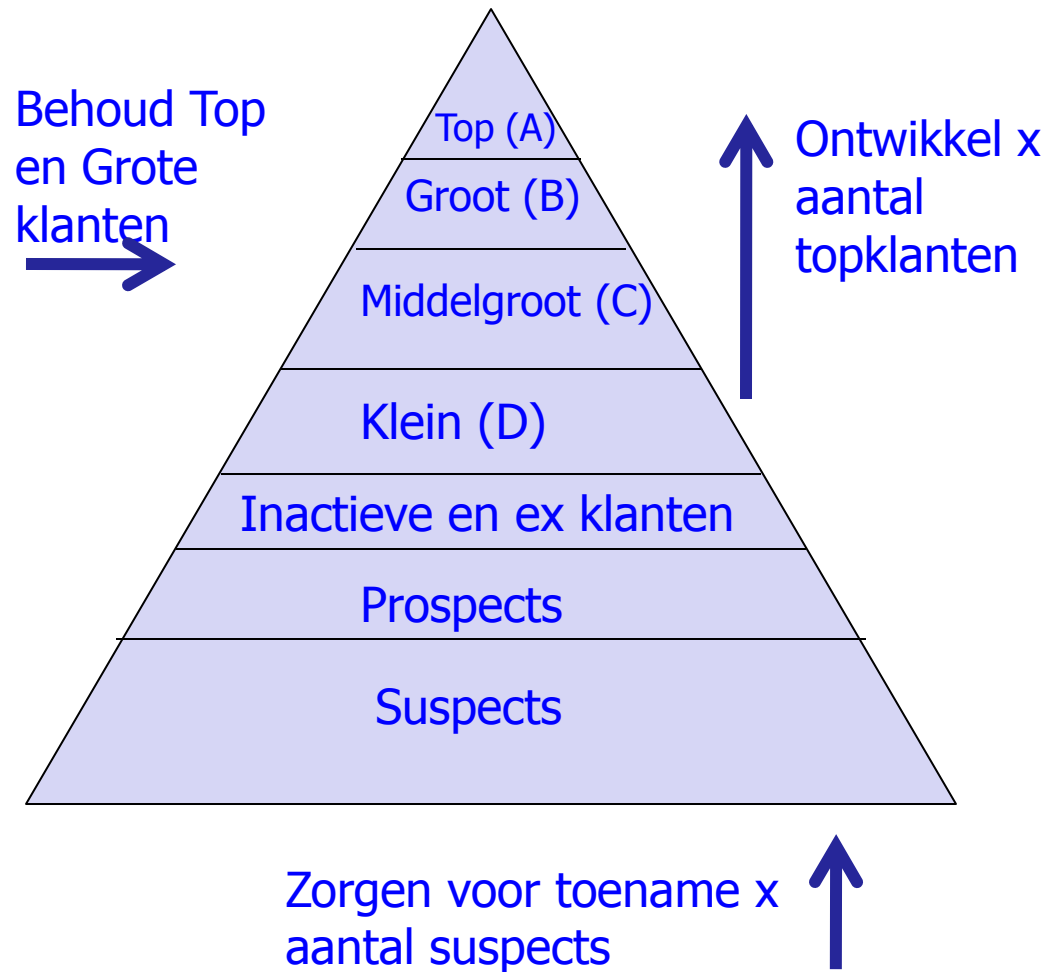 Behoud Top
en Grote
klanten
Top (A)
Groot (B)
Middelgroot (C)
Klein (D)
Inactieve en ex klanten
Prospects
Suspects
Ontwikkel x
aantal
topklanten
Zorgen voor toename x
aantal suspects